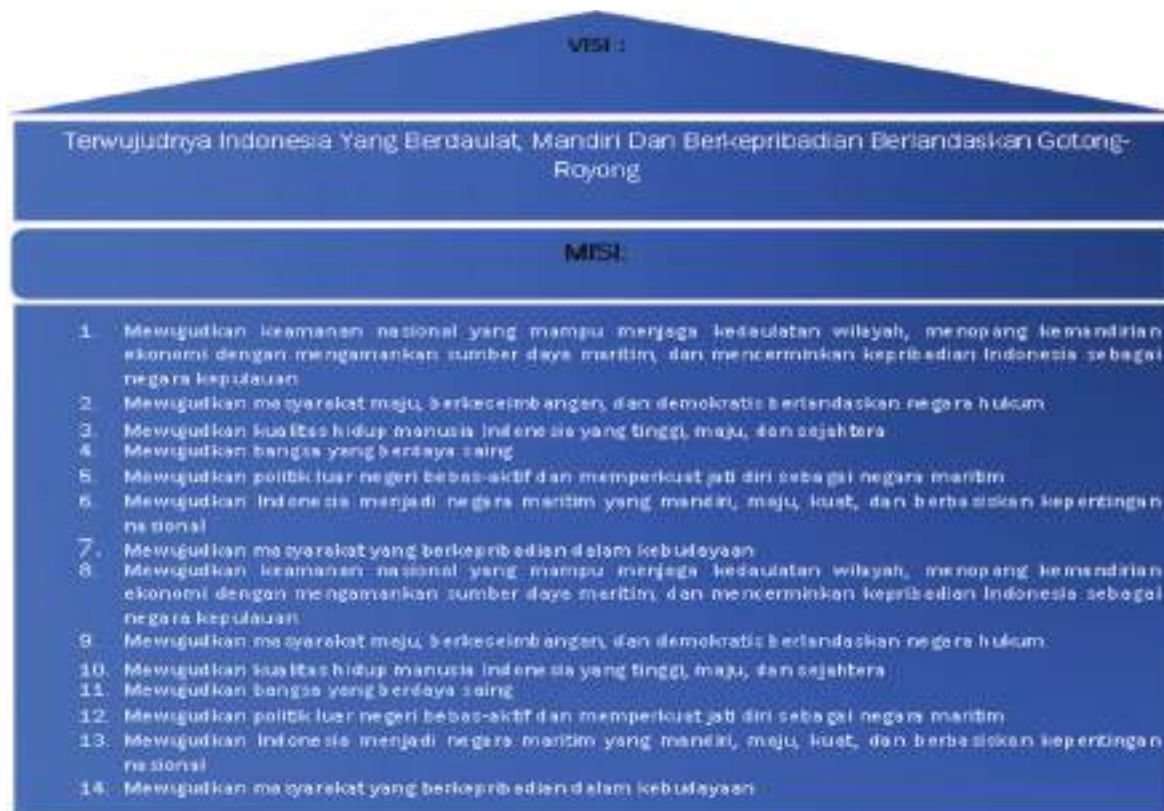 VISI :
Terwujudnya Indonesia Yang Berdaulat, Mandiri Dan Berkepribadian Berlandaskan Gotong-
Royong
MISI:
1. Mewujudkan keamanan nasional yang mampu menjaga kedaulatan wilayah, menopang kemandirian
ekonomi dengan mengamankan sumber daya maritim, dan mencerminkan kepribadian Indonesia sebagai
negara kepulauan
2. Mewujudkan masyarakat maju, berkeseimbangan, dan demokratis berlandaskan negara hukum
3. Mewujudkan kualitas hidup manusia Indonesia yang tinggi, maju, dan sejahtera
4. Mewujudkan bangsa yang berdaya saing
5. Mewujudkan politik luar negeri bebas-aktif dan memperkuat jati diri sebagai negara maritim
6. Mewujudkan Indonesia menjadi negara maritim yang mandiri, maju, kuat, dan berbasiskan kepentingan
nasional
7. Mewujudkan masyarakat yang berkepribadian dalam kebudayaan
8. Mewujudkan keamanan nasional yang mampu menjaga kedaulatan wilayah, menopang kemandirian
ekonomi dengan mengamankan sumber daya maritim, dan mencerminkan kepribadian Indonesia sebagai
negara kepulauan
9. Mewujudkan masyarakat maju, berkeseimbangan, dan demokratis berlandaskan negara hukum
10. Mewujudkan kualitas hidup manusia Indonesia yang tinggi, maju, dan sejahtera
11. Mewujudkan bangsa yang berdaya saing
12. Mewujudkan politik luar negeri bebas-aktif dan memperkuat jati diri sebagai negara maritim
13. Mewujudkan Indonesia menjadi negara maritim yang mandiri, maju, kuat, dan berbasiskan kepentingan
nasional
14. Mewujudkan masyarakat yang berkepribadian dalam kebudayaan